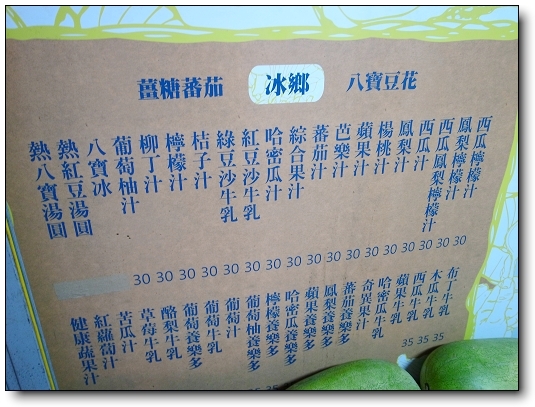 薑糖蕃茄 冰鄉 八寶豆花
西瓜檸檬汁 30
鳳梨檸檬汁 30
西瓜鳳梨檸檬汁 30
西瓜汁 30
鳳梨汁 30
楊桃汁 30
蘋果汁 30
芭樂汁 30
蕃茄汁 30
綜合果汁 30
哈密瓜汁 30
紅豆沙牛乳 30
綠豆沙牛乳 30
桔子汁 30
檸檬汁 30
柳丁汁 30
葡萄柚汁 30
八寶冰
熱紅豆湯圓
熱八寶湯圓
布丁牛乳
木瓜牛乳 35
西瓜牛乳 35
蘋果牛乳 35
哈密瓜牛乳
奇異果汁
蕃茄養樂多
鳳梨養樂多
蘋果養樂多
哈密瓜養樂多
檸檬養樂多
葡萄柚養樂多
葡萄汁
葡萄牛乳
葡萄養樂多
酪梨牛乳
草莓牛乳
苦瓜汁
紅蘿蔔汁
健康蔬果汁